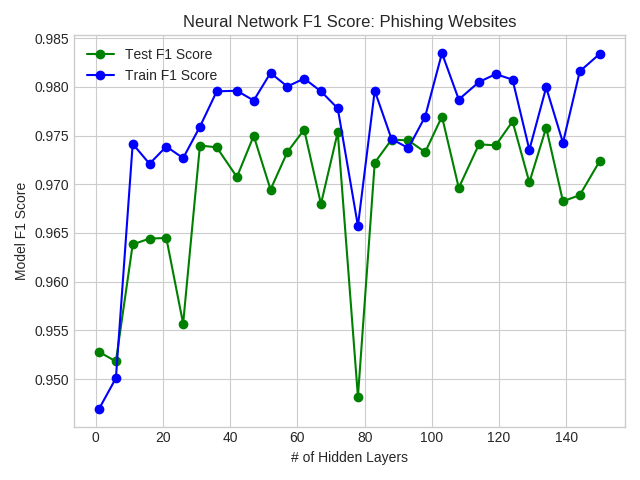 Neural Network F1 Score: Phishing Websites
Test F1 Score
Train F1 Score
Model F1 Score
0.985
0.980
0.975
0.970
0.965
0.960
0.955
0.950
0 20 40 60 80 100 120 140
# of Hidden Layers